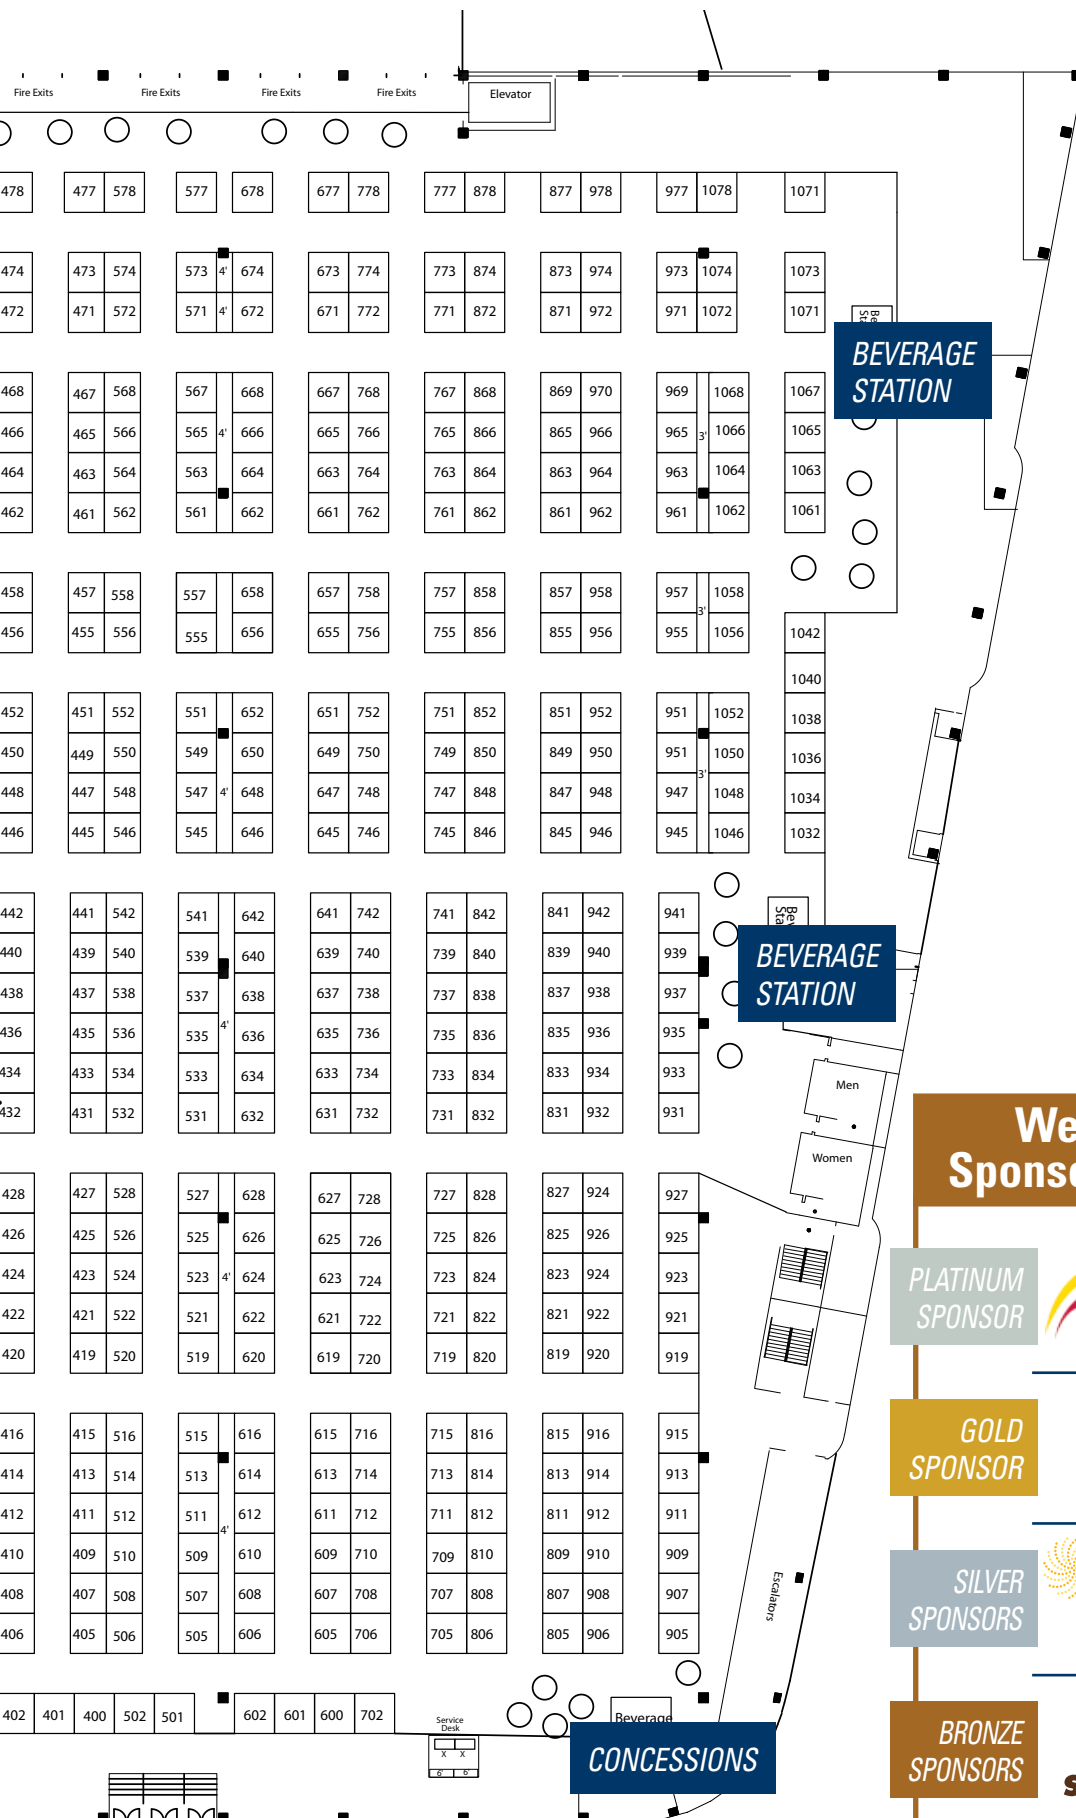 Fire Exits Fire Exits Fire Exits Fire Exits Elevator
478 477 578 577 678 677 778 777 878 877 978 977 1078 1071
474 473 574 573 4' 674 673 774 773 874 873 974 973 1074 1073
472 471 572 571 4' 672 671 772 771 872 871 972 971 1072 1071
BEVERAGE
STATION
468 467 568 567 668 667 768 767 868 869 970 969 1068 1067
466 465 566 565 4' 666 665 766 765 866 865 966 965 3' 1066 1065
464 463 564 563 664 663 764 763 864 863 964 963 1064 1063
462 461 562 561 662 661 762 761 862 861 962 961 1062 1061
458 457 558 557 658 657 758 757 858 857 958 957 1058
3'
456 455 556 555 656 655 756 755 856 855 956 955 1056 1042
1040
452 451 552 551 652 651 752 751 852 851 952 951 1052 1038
450 449 550 549 650 649 750 749 850 849 950 951 1050 1036
3'
448 447 548 547 4' 648 647 748 747 848 847 948 947 1048 1034
446 445 546 545 646 645 746 745 846 845 946 945 1046 1032
442 441 542 541 642 641 742 741 842 841 942 941
440 439 540 539 640 639 740 739 840 839 940 939
BEVERAGE
STATION
438 437 538 537 638 637 738 737 838 837 938 937
436 435 536 535 4' 636 635 736 735 836 835 936 935
434 433 534 533 634 633 734 733 834 833 934 933
Men
432 431 532 531 632 631 732 731 832 831 932 931
Women
428 427 528 527 628 627 728 727 828 827 924 927
426 425 526 525 626 625 726 725 826 825 926 925
424 423 524 523 4' 624 623 724 723 824 823 924 923
422 421 522 521 622 621 722 721 822 821 922 921
420 419 520 519 620 619 720 719 820 819 920 919
416 415 516 515 616 615 716 715 816 815 916 915
414 413 514 513 614 613 714 713 814 813 914 913
412 411 512 511 612 611 712 711 812 811 912 911
4'
410 409 510 509 610 609 710 709 810 809 910 909
408 407 508 507 608 607 708 707 808 807 908 907
406 405 506 505 606 605 706 705 806 805 906 905
Escalators
402 401 400 502 501 602 601 600 702
Service
Desk
X X
6' 6'
Beverage
CONCESSIONS
We
Sponso
PLATINUM
SPONSOR
GOLD
SPONSOR
SILVER
SPONSORS
BRONZE
SPONSORS